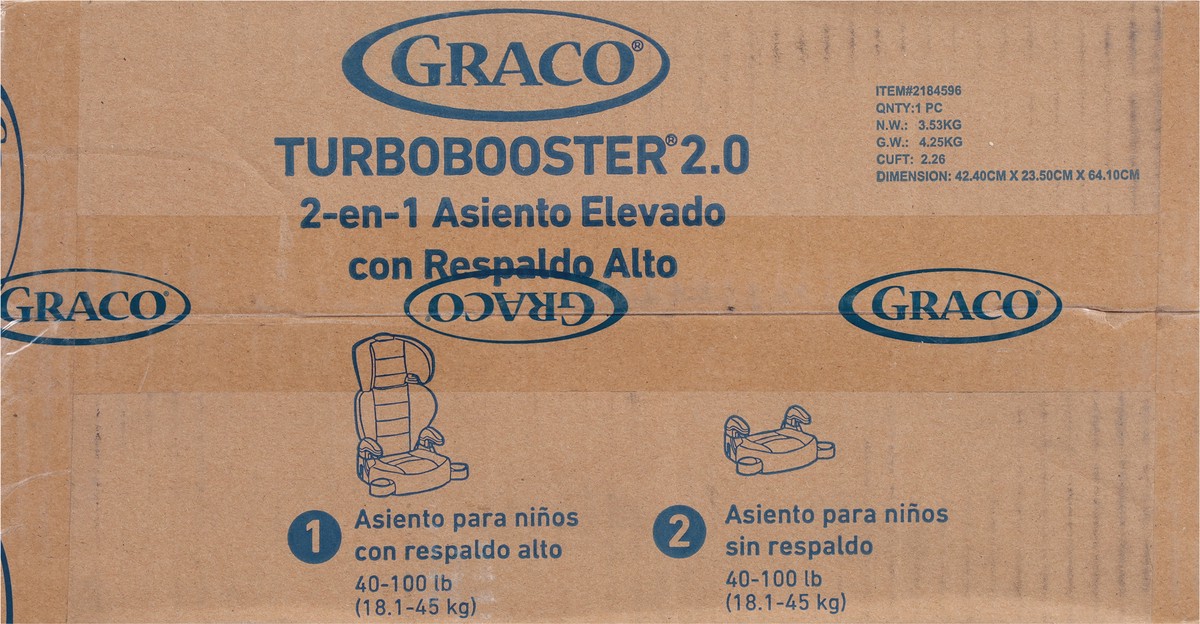 GRACO®
TURBOBOOSTER® 2.0
2-en-1 Asiento Elevado
con Respaldo Alto
ITEM#2184596
QNTY:1 PC
N.W.: 3.53KG
G.W.: 4.25KG
CUFT: 2.26
DIMENSION: 42.40CM X 23.50CM X 64.10CM
GRACO®
GRACO
GRACO®
1 Asiento para niños
con respaldo alto
40-100 lb
(18.1-45 kg)
2 Asiento para niños
sin respaldo
40-100 lb
(18.1-45 kg)